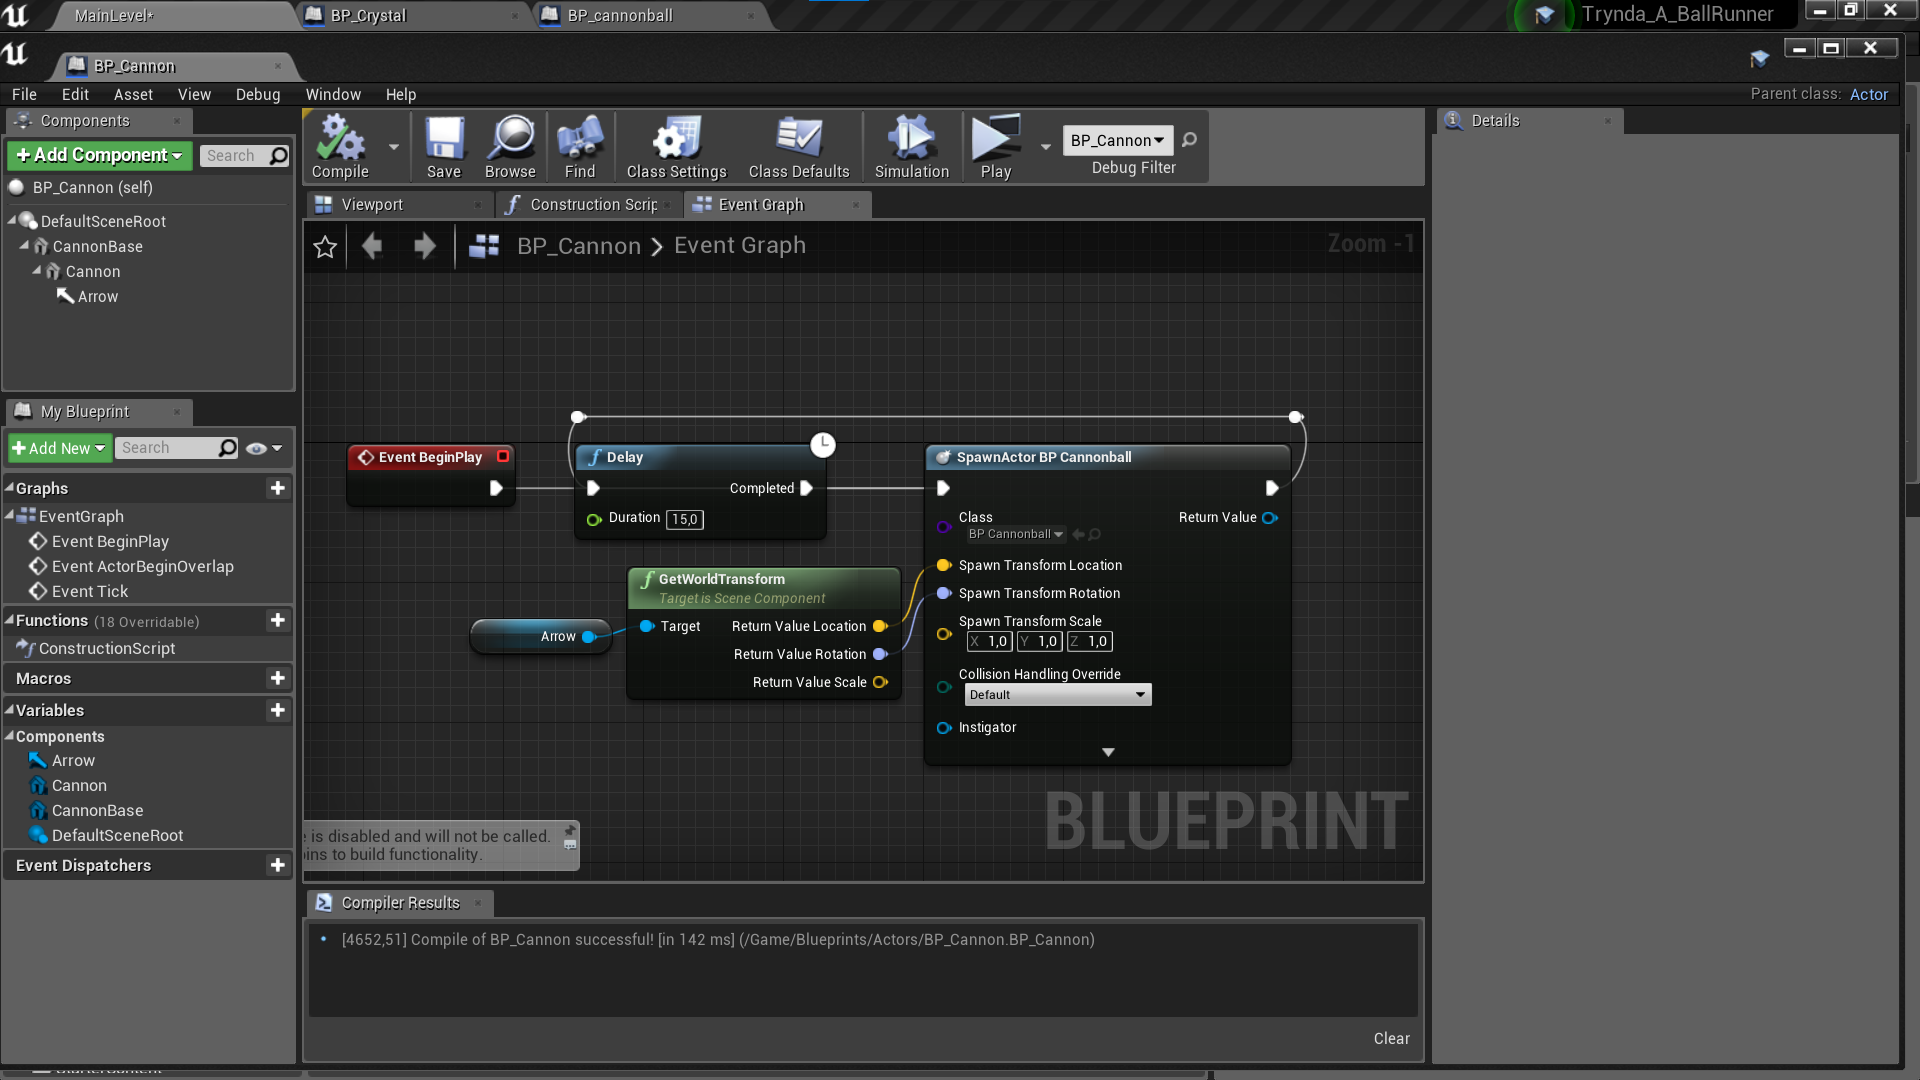 MainLevel*
BP_Crystal
BP_cannonball
Trynda_A_BallRunner
BP_Cannon
File Edit Asset View Debug Window Help
Parent class: Actor
Components
Add Component
Search
BP_Cannon (self)
DefaultSceneRoot
CannonBase
Cannon
Arrow
My Blueprint
Add New
Search
Graphs
EventGraph
Event BeginPlay
Event ActorBeginOverlap
Event Tick
Functions (18 Overridable)
ConstructionScript
Macros
Variables
Components
Arrow
Cannon
CannonBase
DefaultSceneRoot
Event Dispatchers
Compile
Save
Browse
Find
Class Settings
Class Defaults
Simulation
Play
BP_Cannon
Debug Filter
Viewport
Construction Scrip
Event Graph
BP_Cannon > Event Graph
Zoom -1
Event BeginPlay
Delay
Completed
Duration 15,0
GetWorldTransform
Target is Scene Component
Arrow
Target
Return Value Location
Return Value Rotation
Return Value Scale
SpawnActor BP Cannonball
Class
BP Cannonball
Return Value
Spawn Transform Location
Spawn Transform Rotation
Spawn Transform Scale
X 1,0 Y 1,0 Z 1,0
Collision Handling Override
Default
Instigator
is disabled and will not be called.
ins to build functionality.
BLUEPRINT
Compiler Results
[4652,51] Compile of BP_Cannon successful! [in 142 ms] (/Game/Blueprints/Actors/BP_Cannon.BP_Cannon)
Clear
Details